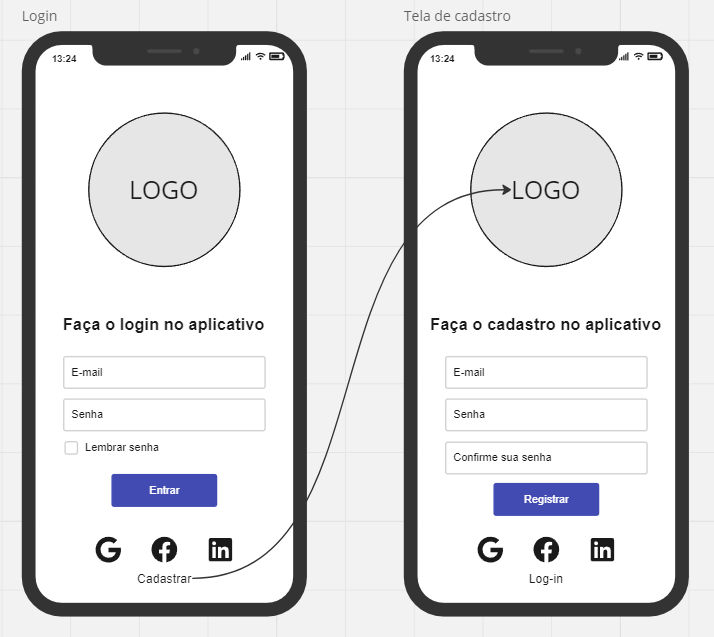 Login
13:24
LOGO
Faça o login no aplicativo
E-mail
Senha
Lembrar senha
Entrar
Cadastrar
Tela de cadastro
13:24
LOGO
Faça o cadastro no aplicativo
E-mail
Senha
Confirme sua senha
Registrar
Log-in